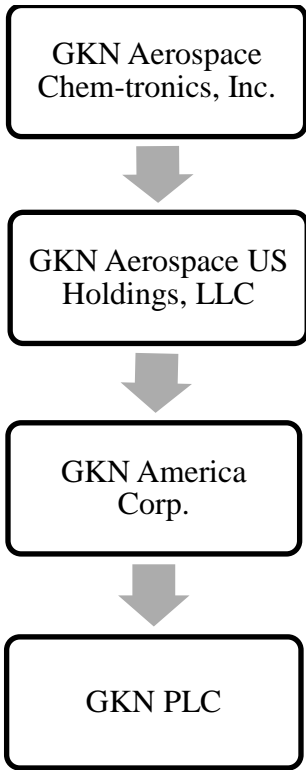 GKN Aerospace
Chem-tronics, Inc.
GKN Aerospace US
Holdings, LLC
GKN America
Corp.
GKN PLC